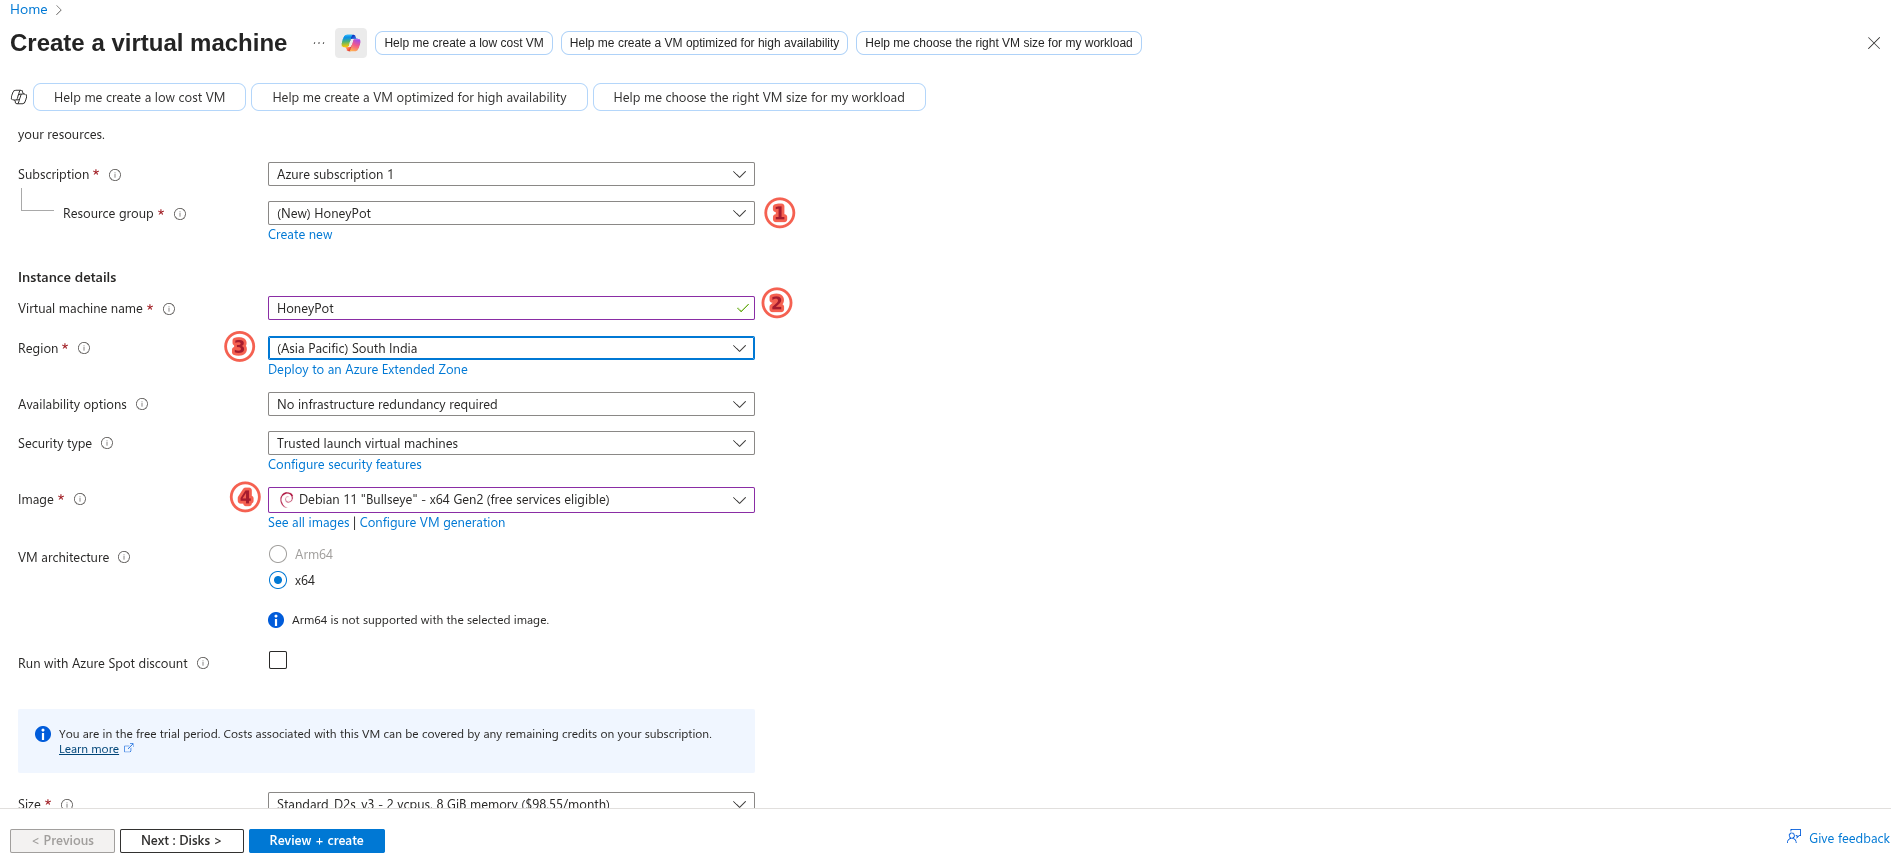 Home
Create a virtual machine ... Help me create a low cost VM Help me create a VM optimized for high availability Help me choose the right VM size for my workload
Help me create a low cost VM Help me create a VM optimized for high availability Help me choose the right VM size for my workload
your resources.
Subscription * Azure subscription 1
Resource group * (New) HoneyPot 1
Create new
Instance details
Virtual machine name * HoneyPot 2
Region * 3 (Asia Pacific) South India
Deploy to an Azure Extended Zone
Availability options No infrastructure redundancy required
Security type Trusted launch virtual machines
Configure security features
Image * 4 Debian 11 "Bullseye" - x64 Gen2 (free services eligible)
See all images | Configure VM generation
VM architecture Arm64
x64
Arm64 is not supported with the selected image.
Run with Azure Spot discount
You are in the free trial period. Costs associated with this VM can be covered by any remaining credits on your subscription.
Learn more
Size * Standard_D2s_v3 - 2 vcpus, 8 GiB memory ($98.55/month)
< Previous Next : Disks > Review + create Give feedback